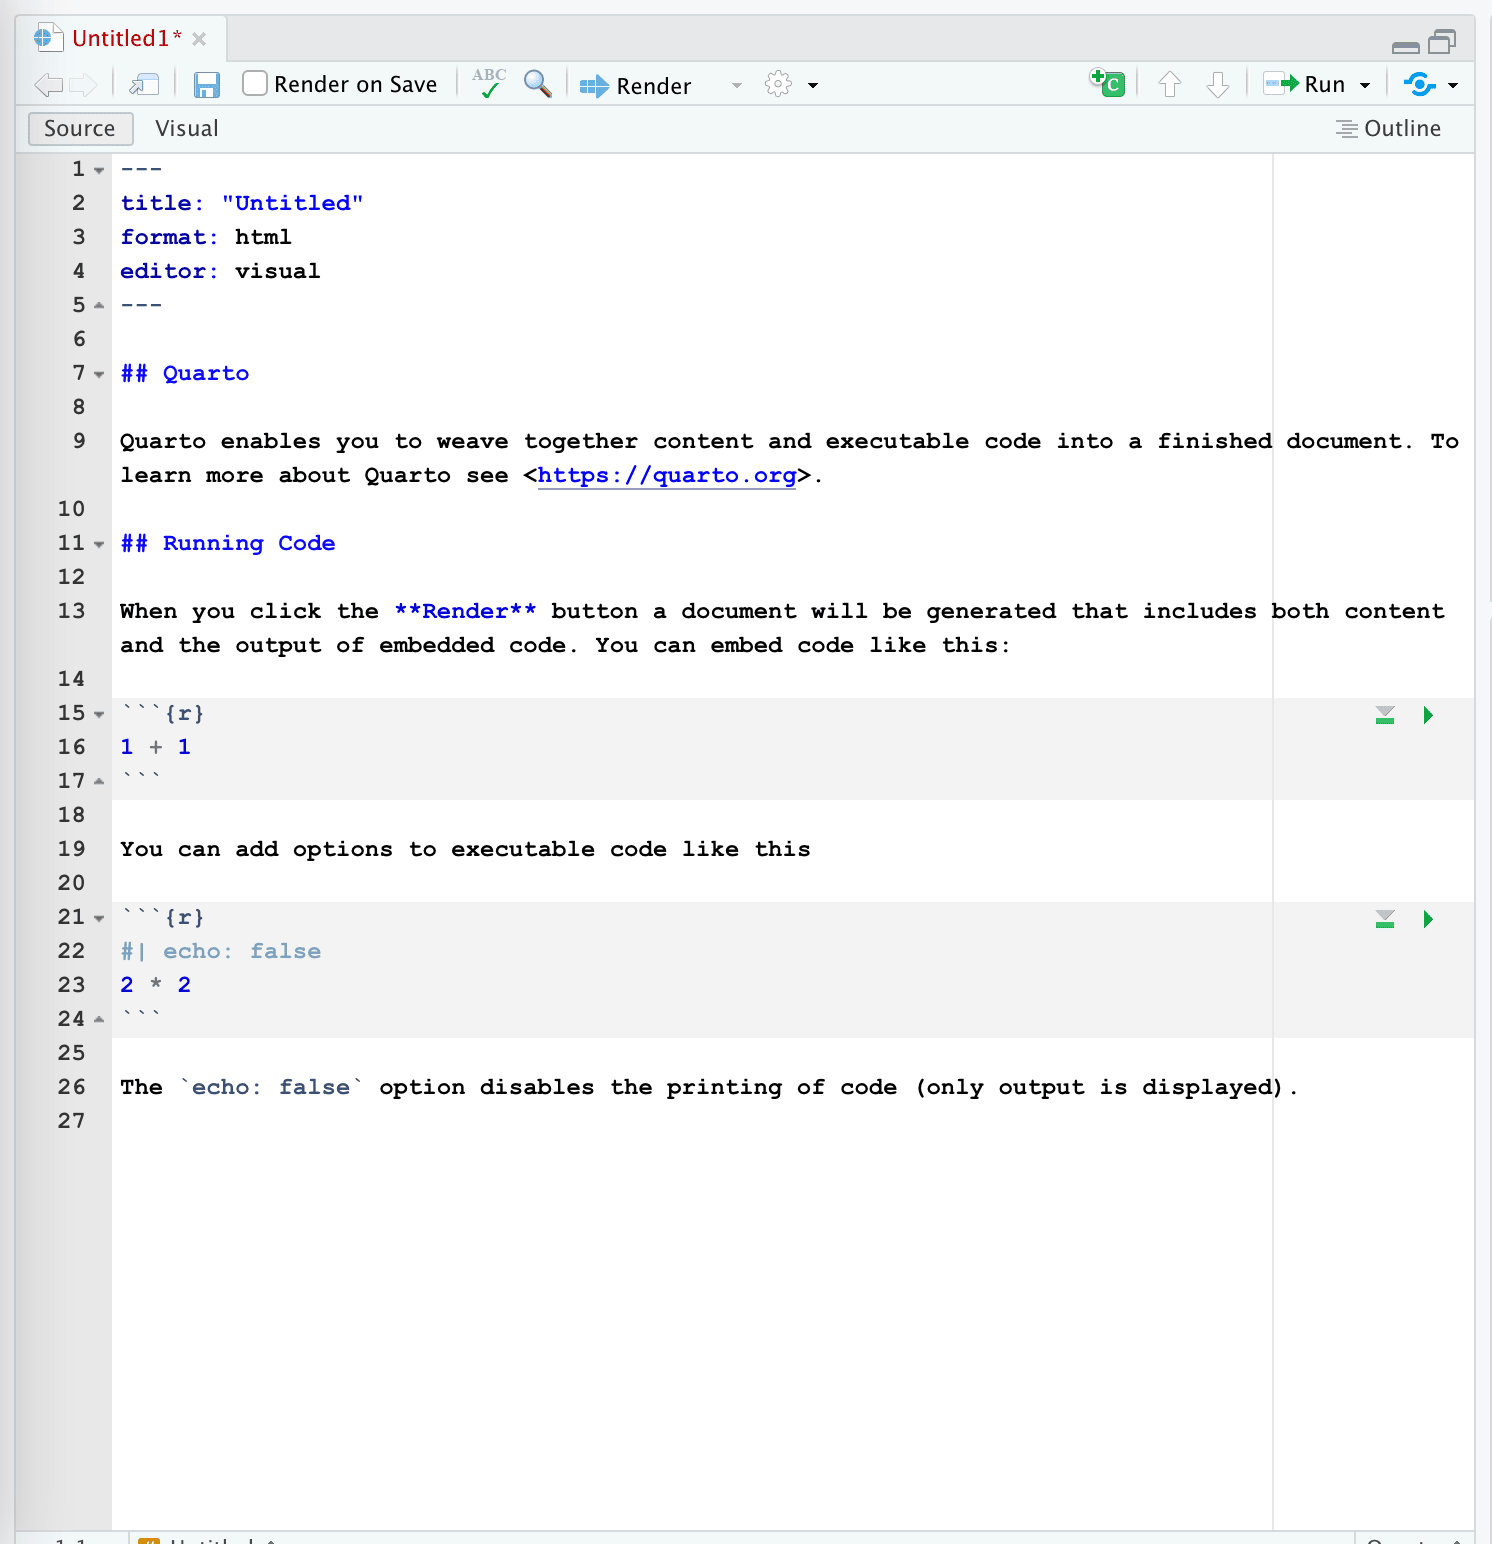 Untitled1*
Render on Save ABC Render C Run
Source Visual Outline
1 ---
2 title: "Untitled"
3 format: html
4 editor: visual
5 ---
6
7 ## Quarto
8
9 Quarto enables you to weave together content and executable code into a finished document. To
learn more about Quarto see <https://quarto.org>.
10
11 ## Running Code
12
13 When you click the **Render** button a document will be generated that includes both content
and the output of embedded code. You can embed code like this:
14
15 ```{r}
16 1 + 1
17 ```
18
19 You can add options to executable code like this
20
21 ```{r}
22 #| echo: false
23 2 * 2
24 ```
25
26 The `echo: false` option disables the printing of code (only output is displayed).
27